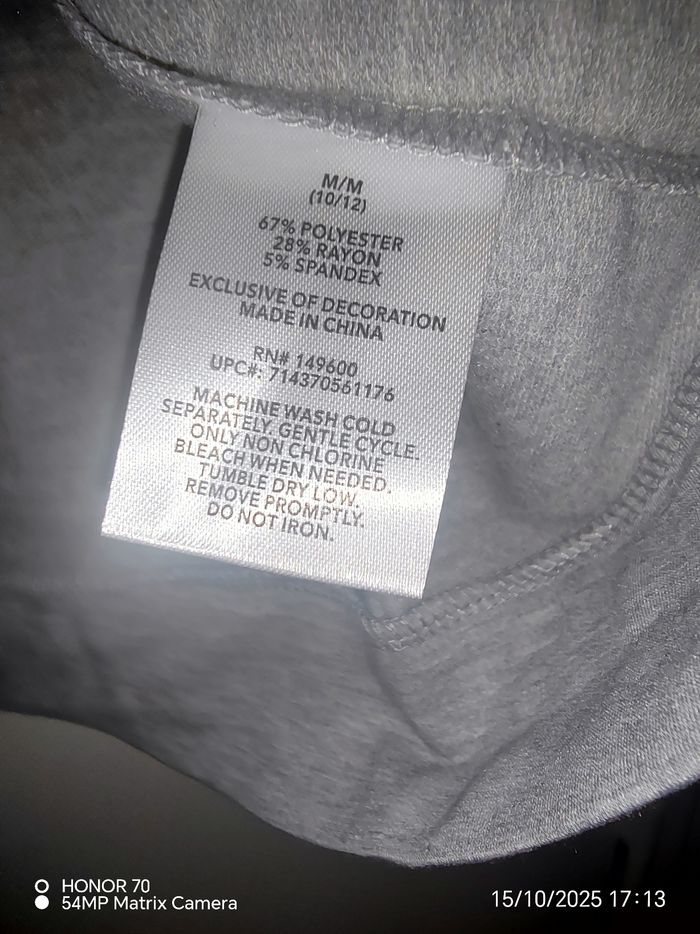 M/M
(10/12)
67% POLYESTER
28% RAYON
5% SPANDEX
EXCLUSIVE OF DECORATION
MADE IN CHINA
RN# 149600
UPC#: 714370561176
MACHINE WASH COLD
SEPARATELY. GENTLE CYCLE.
ONLY NON CHLORINE
BLEACH WHEN NEEDED.
TUMBLE DRY LOW.
REMOVE PROMPTLY.
DO NOT IRON.
HONOR 70
54MP Matrix Camera
15/10/2025 17:13